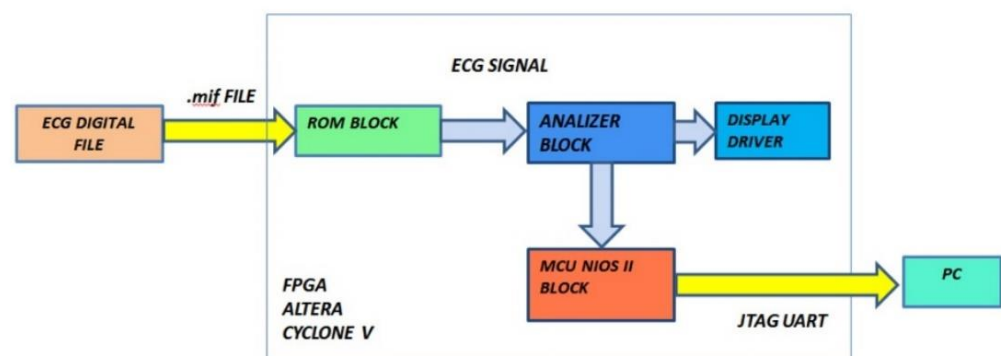 ECG SIGNAL
.mif FILE
ECG DIGITAL
FILE
ROM BLOCK
ANALIZER
BLOCK
DISPLAY
DRIVER
MCU NIOS II
BLOCK
PC
FPGA
ALTERA
CYCLONE V
JTAG UART